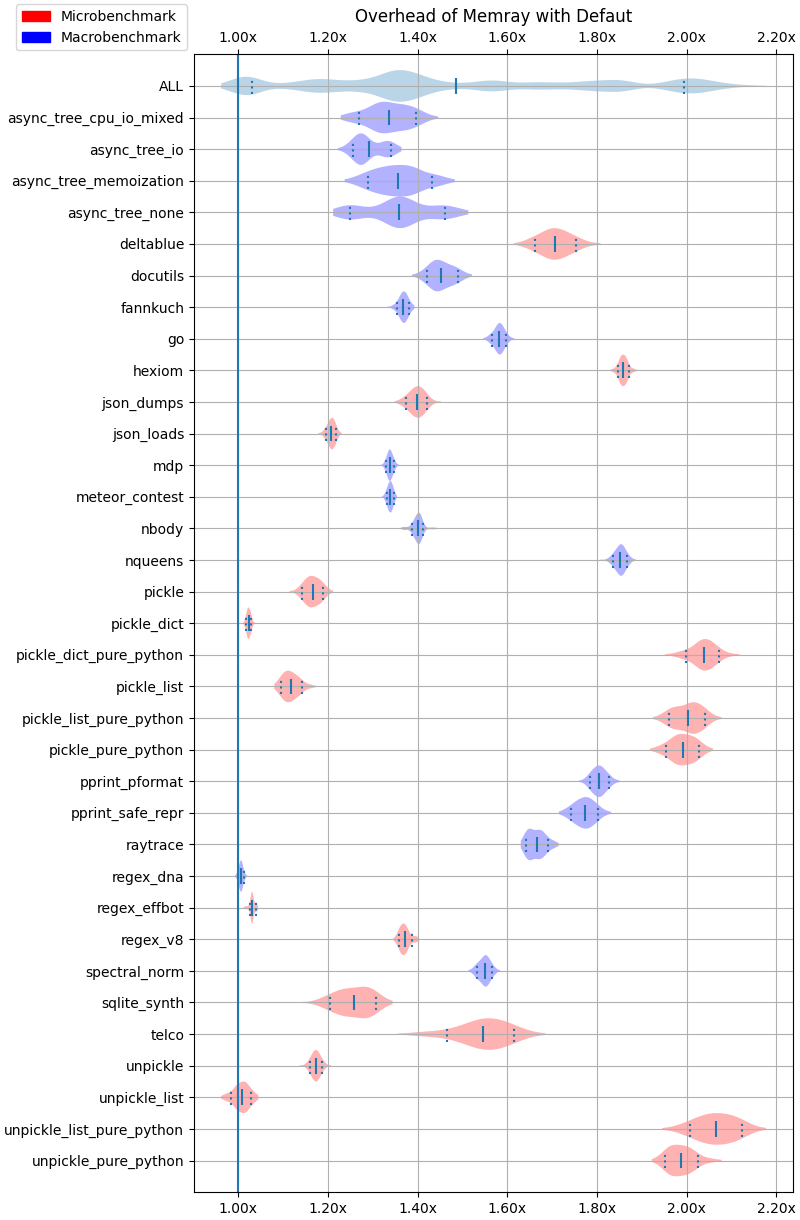 Microbenchmark
Macrobenchmark
Overhead of Memray with Defaut
1.00x 1.20x 1.40x 1.60x 1.80x 2.00x 2.20x
ALL
async_tree_cpu_io_mixed
async_tree_io
async_tree_memoization
async_tree_none
deltablue
docutils
fannkuch
go
hexiom
json_dumps
json_loads
mdp
meteor_contest
nbody
nqueens
pickle
pickle_dict
pickle_dict_pure_python
pickle_list
pickle_list_pure_python
pickle_pure_python
pprint_pformat
pprint_safe_repr
raytrace
regex_dna
regex_effbot
regex_v8
spectral_norm
sqlite_synth
telco
unpickle
unpickle_list
unpickle_list_pure_python
unpickle_pure_python
1.00x 1.20x 1.40x 1.60x 1.80x 2.00x 2.20x